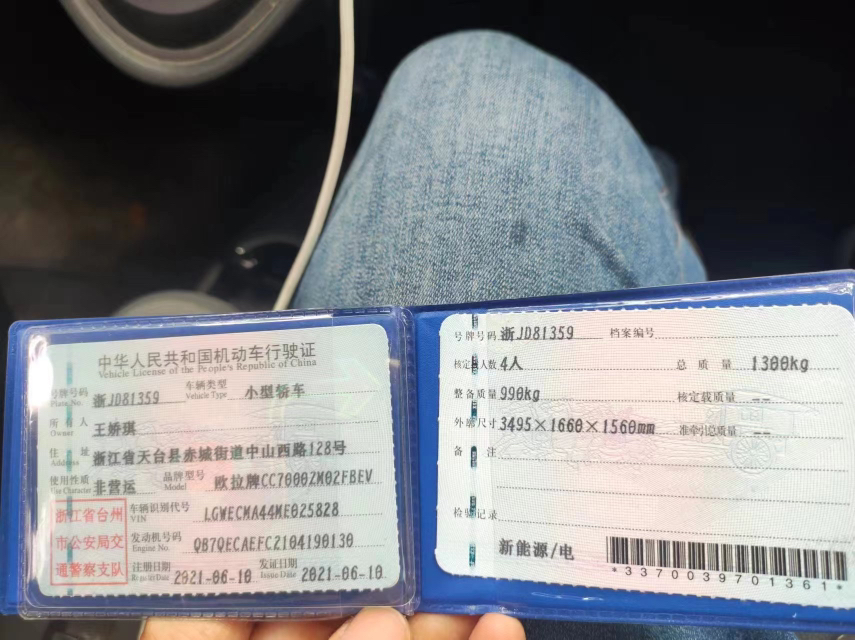 中华人民共和国机动车行驶证
Vehicle License of the People's Republic of China
号牌号码 浙JD81359 车辆类型 小型轿车
Plate No. Vehicle Type
所有人 王娇琪
Owner
住址 浙江省天台县赤城街道中山西路128号
Address
使用性质 非营运 品牌型号 欧拉牌CC7000ZM02FBEV
Use Character Model
浙江省台州
市公安局交
通警察支队
车辆识别代号 LGWECMA44ME025828
VIN
发动机号码 QB7QECAEFC2104190130
Engine No.
注册日期 2021-06-10 发证日期 2021-06-10
Register Date Issue Date
号牌号码 浙JD81359 档案编号
核定人数 4人 总质量 1300kg
整备质量 990kg 核定载质量 --
外廓尺寸 3495×1660×1560mm 准牵引总质量 --
备注
检验记录
新能源/电
*3370039701361*